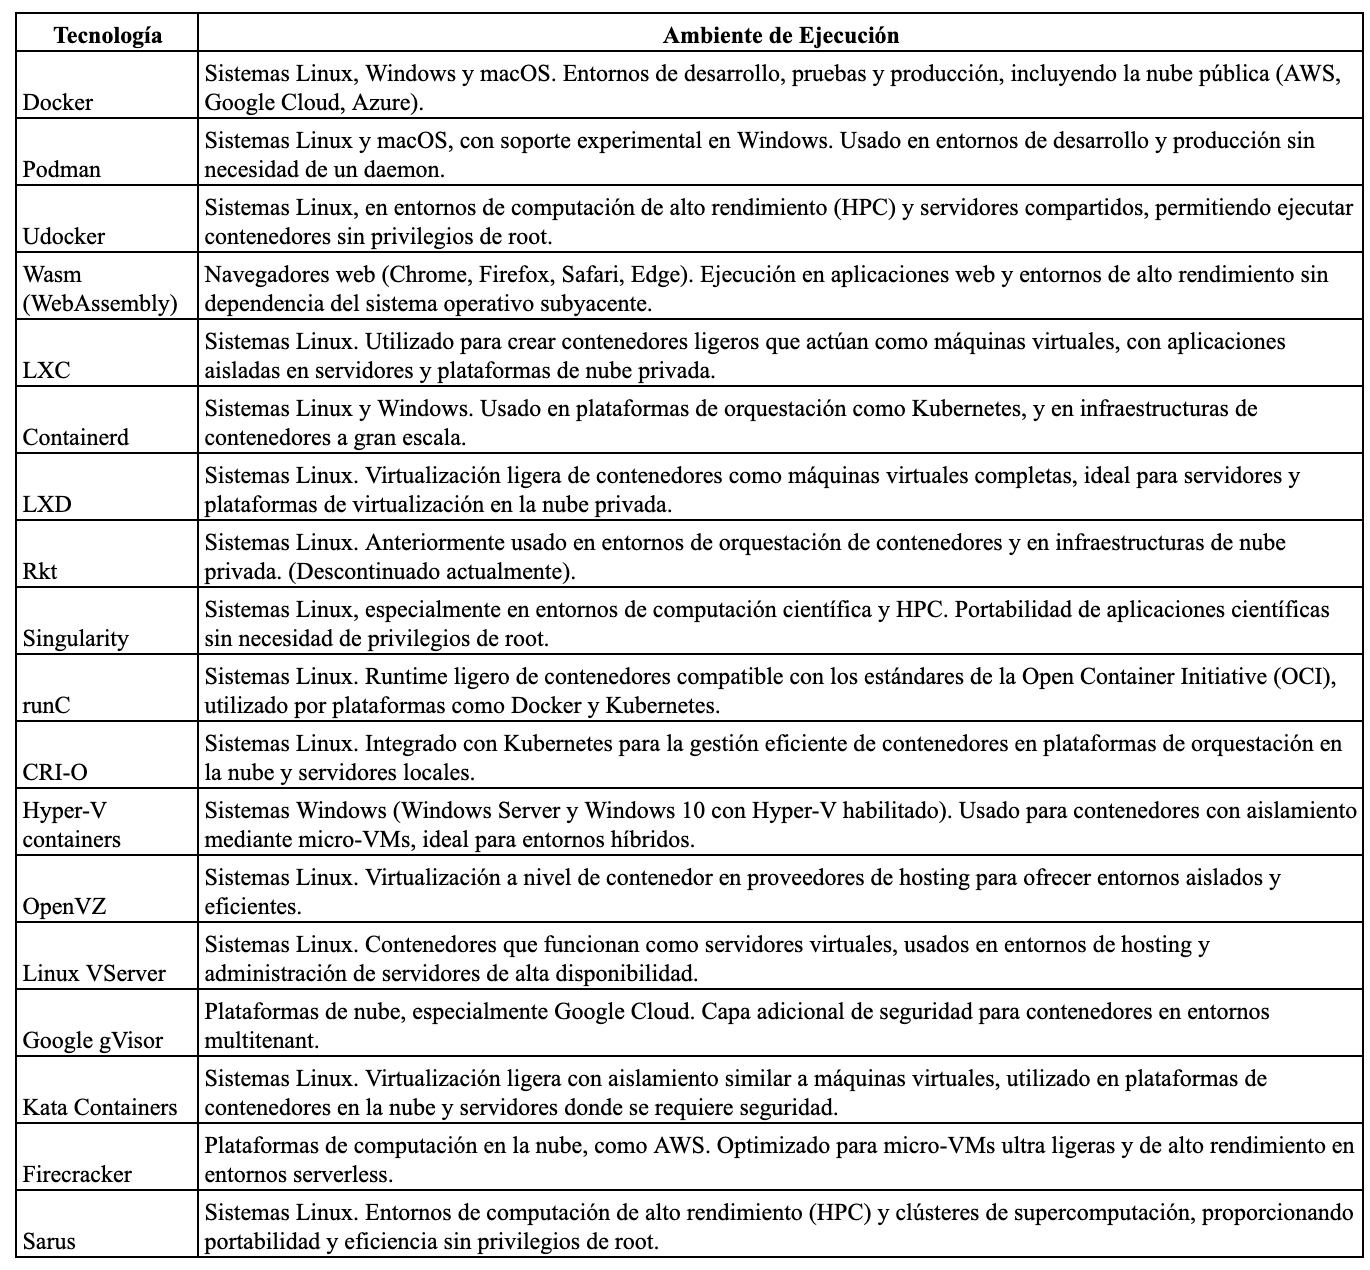 Tecnología
Ambiente de Ejecución
Docker
Sistemas Linux, Windows y macOS. Entornos de desarrollo, pruebas y producción, incluyendo la nube pública (AWS,
Google Cloud, Azure).
Podman
Sistemas Linux y macOS, con soporte experimental en Windows. Usado en entornos de desarrollo y producción sin
necesidad de un daemon.
Udocker
Sistemas Linux, en entornos de computación de alto rendimiento (HPC) y servidores compartidos, permitiendo ejecutar
contenedores sin privilegios de root.
Wasm
(WebAssembly)
Navegadores web (Chrome, Firefox, Safari, Edge). Ejecución en aplicaciones web y entornos de alto rendimiento sin
dependencia del sistema operativo subyacente.
LXC
Sistemas Linux. Utilizado para crear contenedores ligeros que actúan como máquinas virtuales, con aplicaciones
aisladas en servidores y plataformas de nube privada.
Containerd
Sistemas Linux y Windows. Usado en plataformas de orquestación como Kubernetes, y en infraestructuras de
contenedores a gran escala.
LXD
Sistemas Linux. Virtualización ligera de contenedores como máquinas virtuales completas, ideal para servidores y
plataformas de virtualización en la nube privada.
Rkt
Sistemas Linux. Anteriormente usado en entornos de orquestación de contenedores y en infraestructuras de nube
privada. (Descontinuado actualmente).
Singularity
Sistemas Linux, especialmente en entornos de computación científica y HPC. Portabilidad de aplicaciones científicas
sin necesidad de privilegios de root.
runC
Sistemas Linux. Runtime ligero de contenedores compatible con los estándares de la Open Container Initiative (OCI),
utilizado por plataformas como Docker y Kubernetes.
CRI-O
Sistemas Linux. Integrado con Kubernetes para la gestión eficiente de contenedores en plataformas de orquestación en
la nube y servidores locales.
Hyper-V
containers
Sistemas Windows (Windows Server y Windows 10 con Hyper-V habilitado). Usado para contenedores con aislamiento
mediante micro-VMs, ideal para entornos híbridos.
OpenVZ
Sistemas Linux. Virtualización a nivel de contenedor en proveedores de hosting para ofrecer entornos aislados y
eficientes.
Linux VServer
Sistemas Linux. Contenedores que funcionan como servidores virtuales, usados en entornos de hosting y
administración de servidores de alta disponibilidad.
Google gVisor
Plataformas de nube, especialmente Google Cloud. Capa adicional de seguridad para contenedores en entornos
multitenant.
Kata Containers
Sistemas Linux. Virtualización ligera con aislamiento similar a máquinas virtuales, utilizado en plataformas de
contenedores en la nube y servidores donde se requiere seguridad.
Firecracker
Plataformas de computación en la nube, como AWS. Optimizado para micro-VMs ultra ligeras y de alto rendimiento en
entornos serverless.
Sarus
Sistemas Linux. Entornos de computación de alto rendimiento (HPC) y clústeres de supercomputación, proporcionando
portabilidad y eficiencia sin privilegios de root.